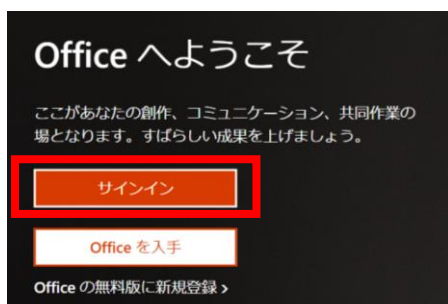 Office へようこそ
ここがあなたの創作、コミュニケーション、共同作業の
場となります。すばらしい成果を上げましょう。
サインイン
Office を入手
Office の無料版に新規登録 >